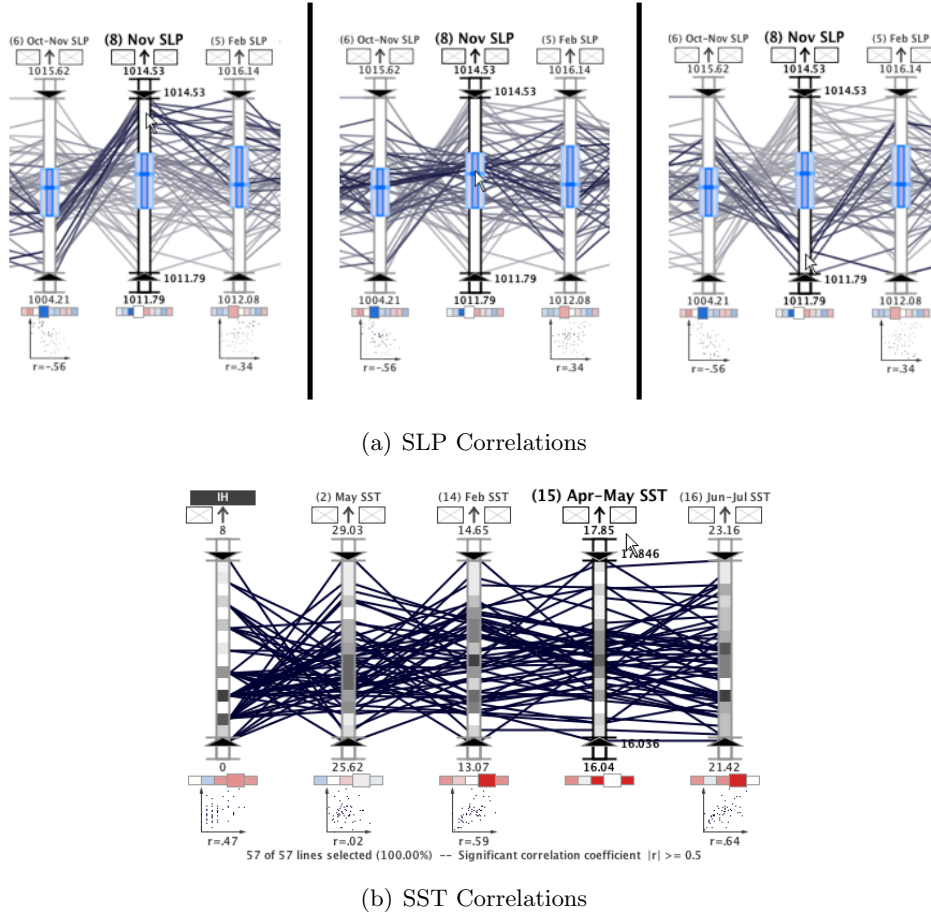 (6) Oct-Nov SLP (8) Nov SLP (5) Feb SLP
1015.62 1014.53 1016.14
1014.53
1011.79
1004.21 1011.79 1012.08
r=-.56 r=.34
(6) Oct-Nov SLP (8) Nov SLP (5) Feb SLP
1015.62 1014.53 1016.14
1014.53
1011.79
1004.21 1011.79 1012.08
r=-.56 r=.34
(6) Oct-Nov SLP (8) Nov SLP (5) Feb SLP
1015.62 1014.53 1016.14
1014.53
1011.79
1004.21 1011.79 1012.08
r=-.56 r=.34
(a) SLP Correlations
IH (2) May SST (14) Feb SST (15) Apr-May SST (16) Jun-Jul SST
8 29.03 14.65 17.85 23.16
17.846
16.036
0 25.62 13.07 16.04 21.42
r=.47 r=.02 r=.59 r=.64
57 of 57 lines selected (100.00%) -- Significant correlation coefficient |r| >= 0.5
(b) SST Correlations